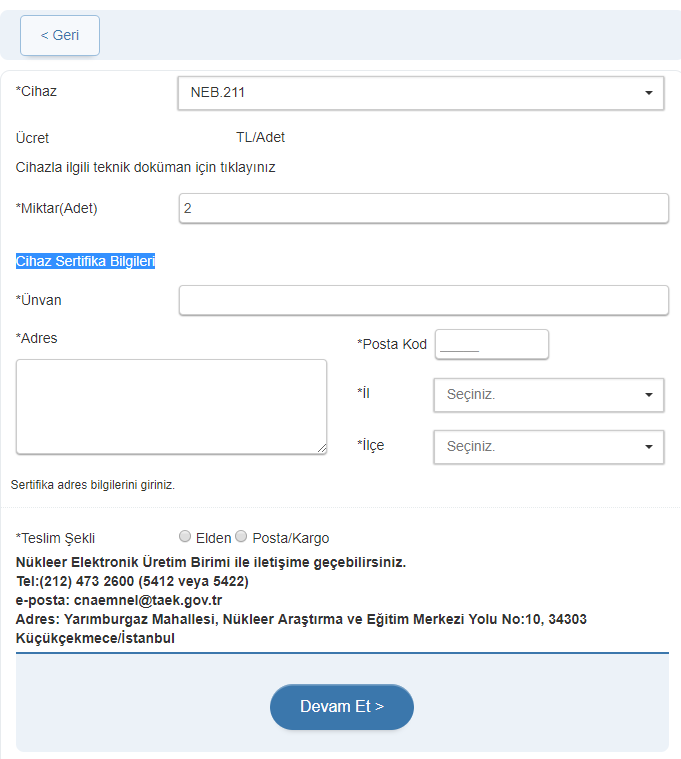 < Geri
*Cihaz NEB.211
Ücret TL/Adet
Cihazla ilgili teknik doküman için tıklayınız
*Miktar(Adet) 2
Cihaz Sertifika Bilgileri
*Ünvan
*Adres
*Posta Kod _____
*İl Seçiniz.
*İlçe Seçiniz.
Sertifika adres bilgilerini giriniz.
*Teslim Şekli Elden Posta/Kargo
Nükleer Elektronik Üretim Birimi ile iletişime geçebilirsiniz.
Tel:(212) 473 2600 (5412 veya 5422)
e-posta: cnaemnel@taek.gov.tr
Adres: Yarımburgaz Mahallesi, Nükleer Araştırma ve Eğitim Merkezi Yolu No:10, 34303
Küçükçekmece/İstanbul
Devam Et >